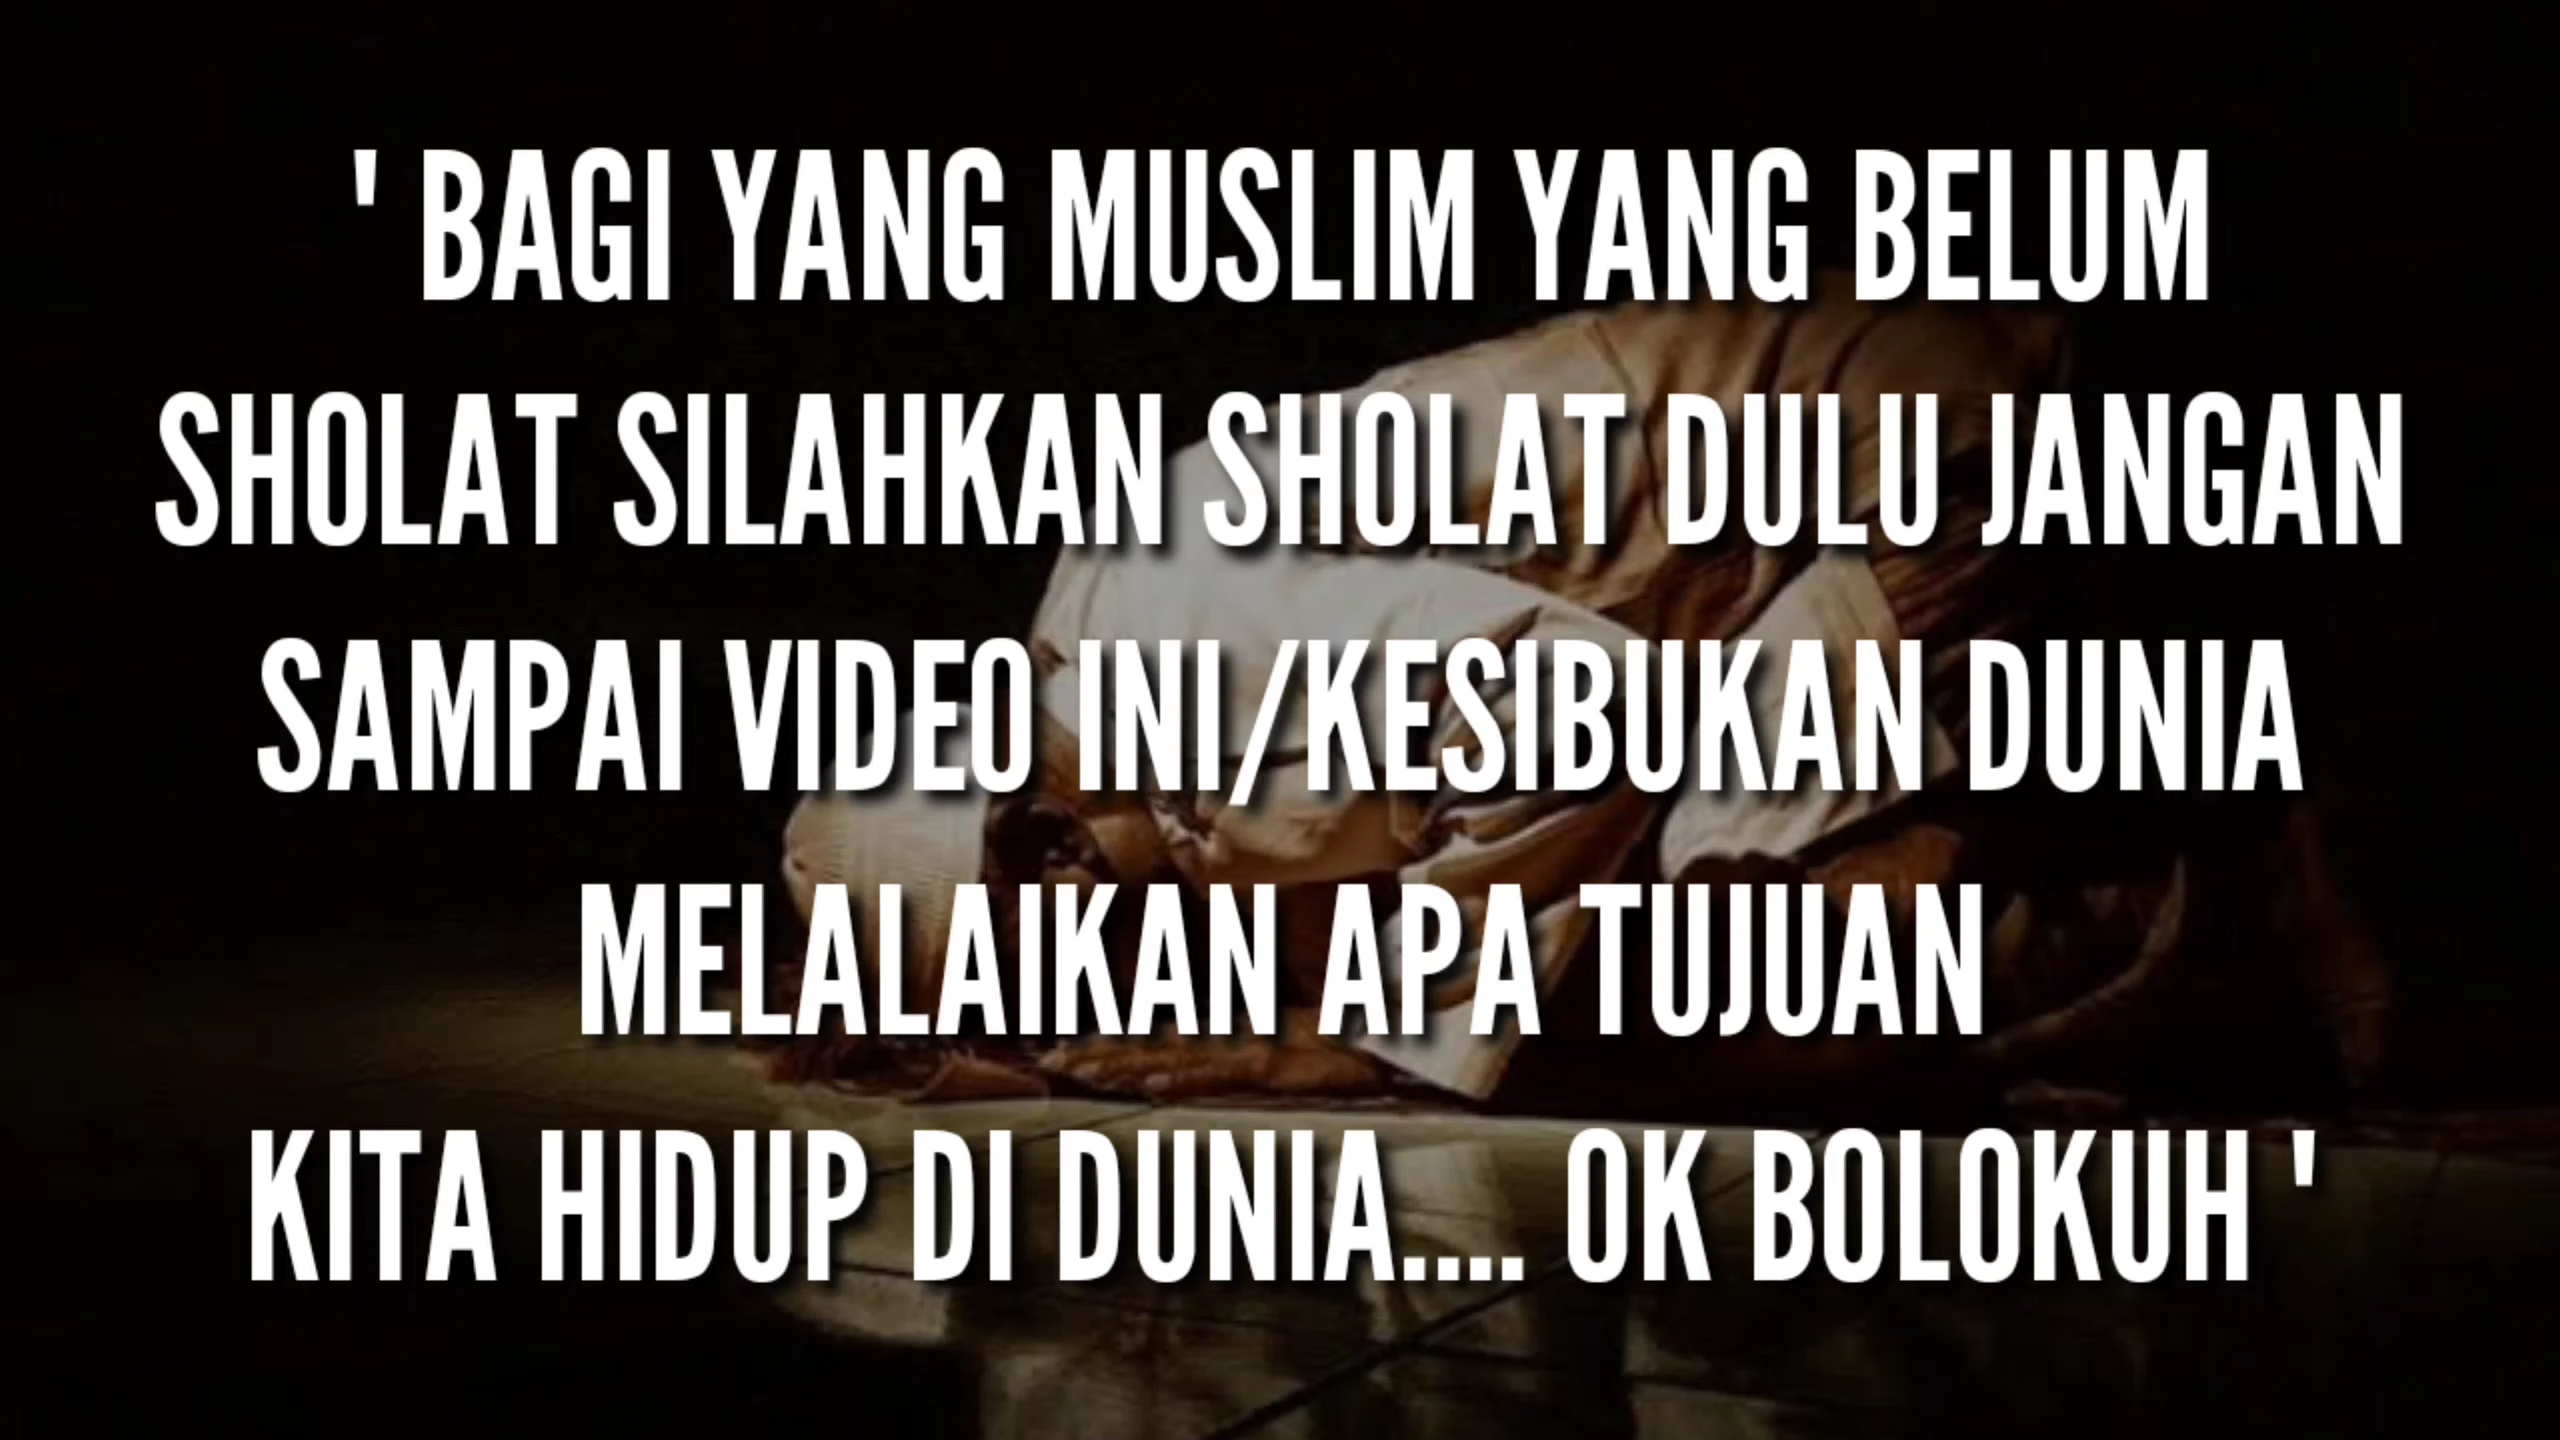 ' BAGI YANG MUSLIM YANG BELUM
SHOLAT SILAHKAN SHOLAT DULU JANGAN
SAMPAI VIDEO INI/KESIBUKAN DUNIA
MELALAIKAN APA TUJUAN
KITA HIDUP DI DUNIA.... OK BOLOKUH '